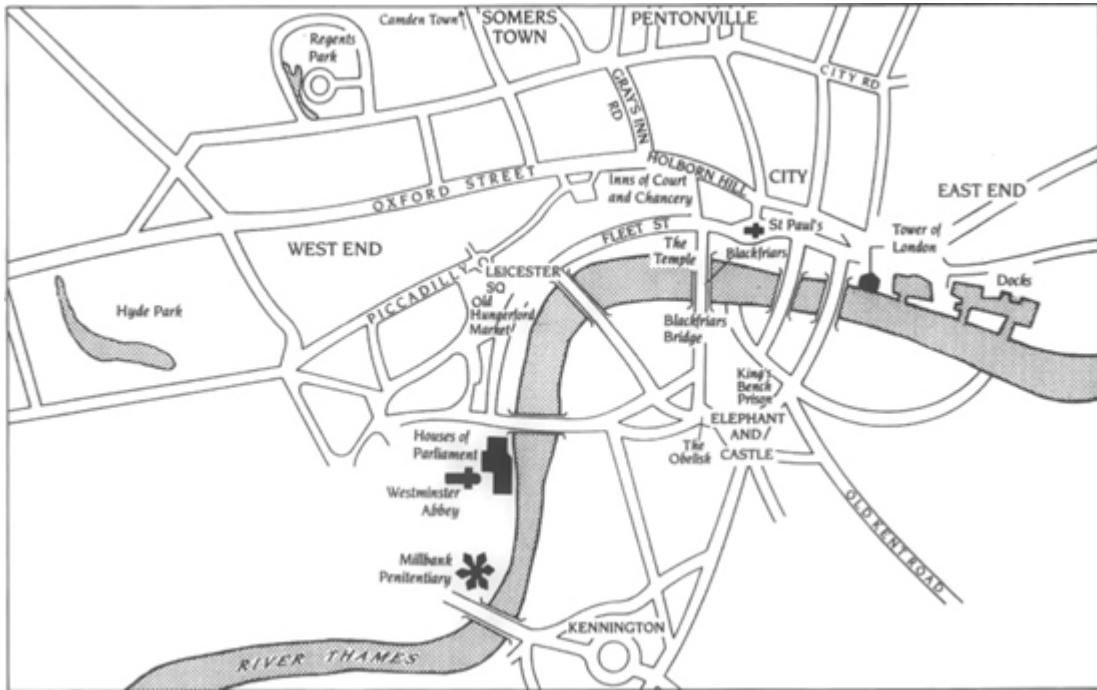 Camden Town
SOMERS
TOWN
PENTONVILLE
Regents
Park
CITY RD
GRAY'S INN
RD
HOLBORN HILL
CITY
Inns of Court
and Chancery
EAST END
OXFORD STREET
St Paul's
Tower of
London
FLEET ST
WEST END
The
Temple
Blackfriars
Docks
PICCADILLY
LEICESTER
SQ
Hyde Park
Old
Hungerford
Market
Blackfriars
Bridge
King's
Bench
Prison
ELEPHANT
AND
CASTLE
The
Obelisk
Houses of
Parliament
Westminster
Abbey
OLD KENT ROAD
Millbank
Penitentiary
KENNINGTON
RIVER THAMES